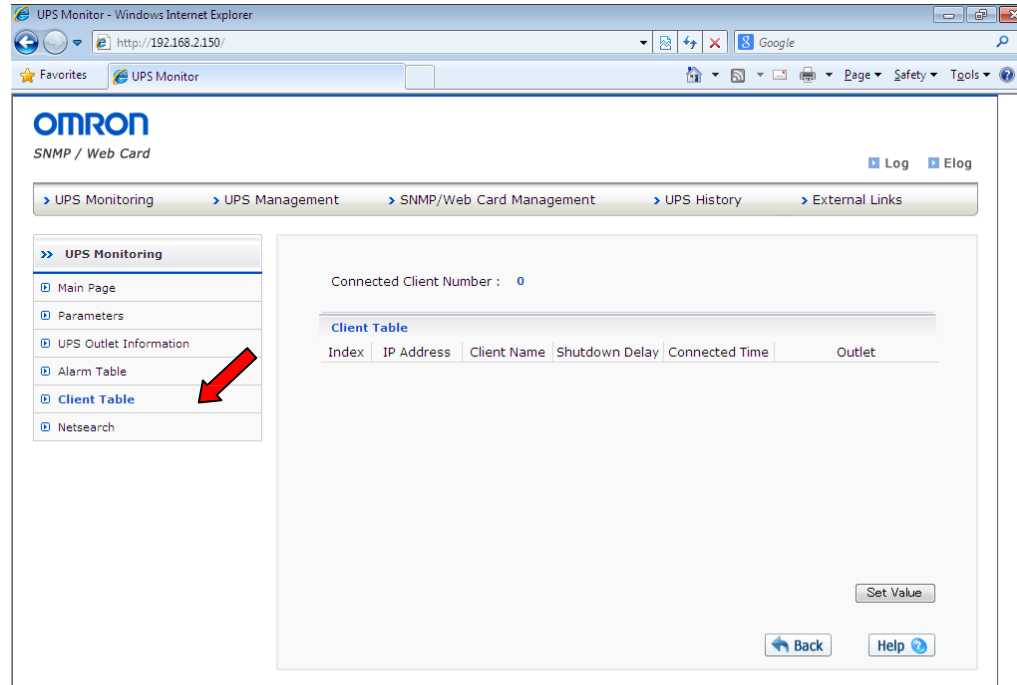 UPS Monitor - Windows Internet Explorer
http://192.168.2.150/
Google
Favorites UPS Monitor Page Safety Tools
OMRON
SNMP / Web Card
Log Elog
UPS Monitoring UPS Management SNMP/Web Card Management UPS History External Links
UPS Monitoring
Main Page
Parameters
UPS Outlet Information
Alarm Table
Client Table
Netsearch
Connected Client Number : 0
Client Table
Index IP Address Client Name Shutdown Delay Connected Time Outlet
Set Value
Back Help